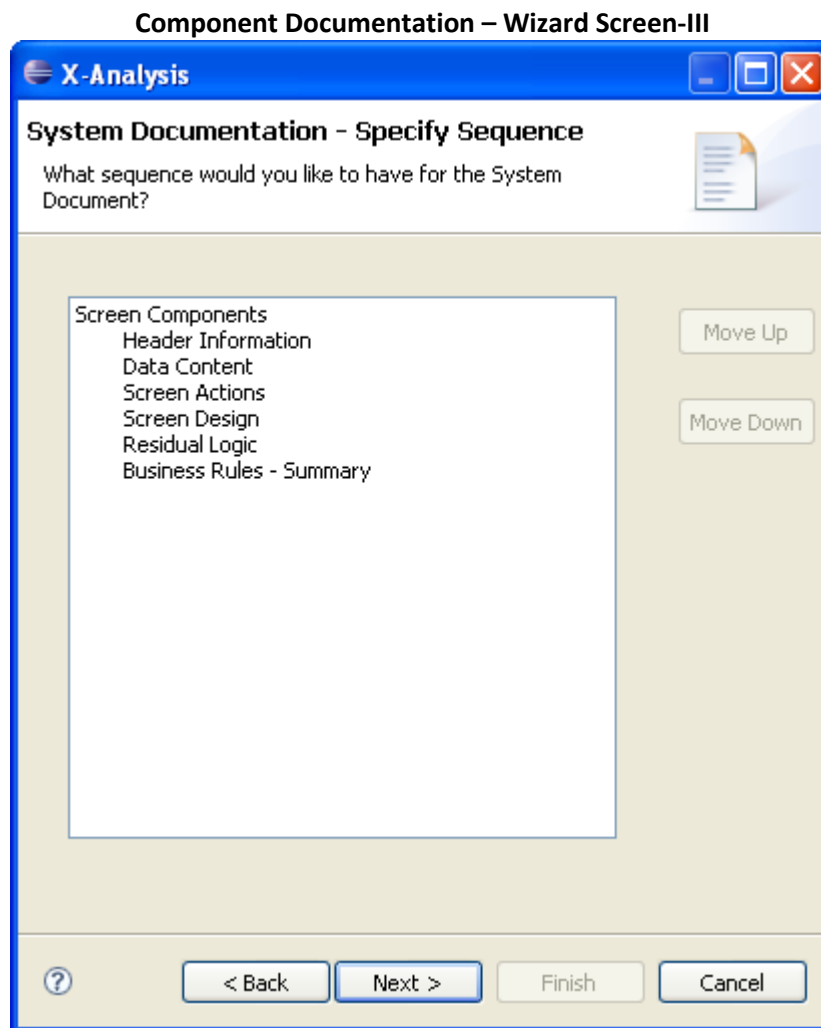 Component Documentation – Wizard Screen-III
X-Analysis
System Documentation - Specify Sequence
What sequence would you like to have for the System
Document?
Screen Components
Header Information
Data Content
Screen Actions
Screen Design
Residual Logic
Business Rules - Summary
Move Up
Move Down
?
< Back
Next >
Finish
Cancel